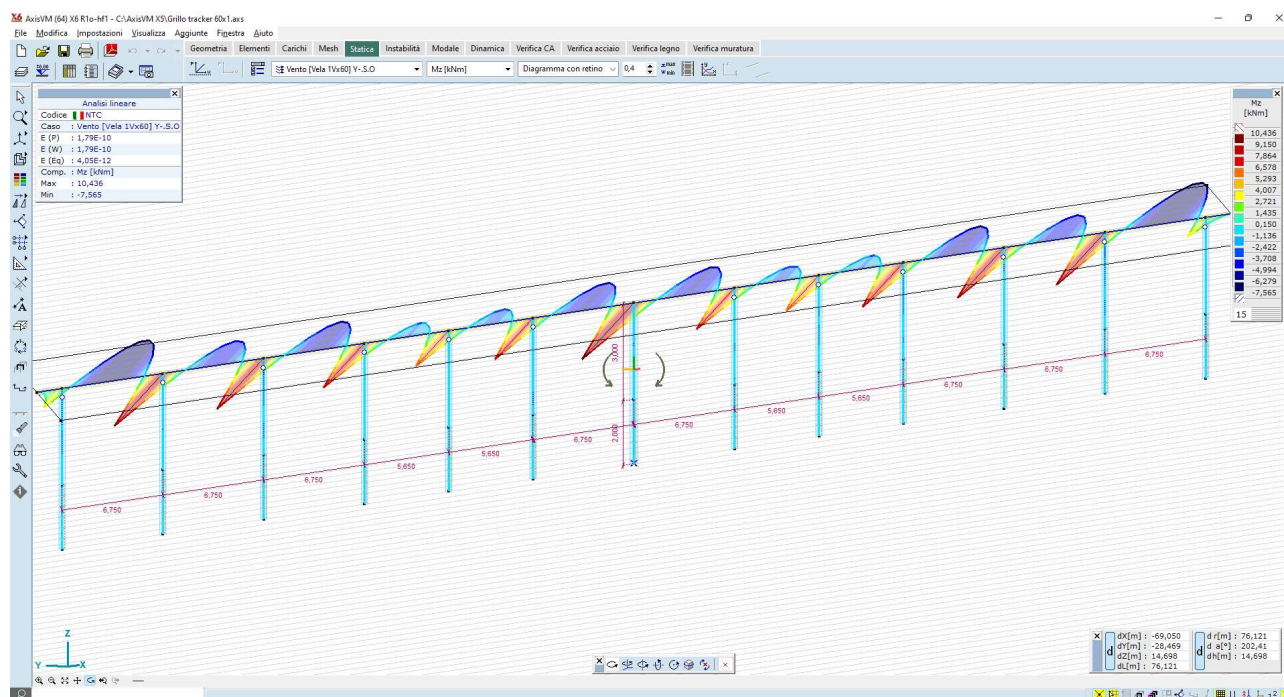 X6 AxisVM (64) X6 R1o-hf1 - C:\AxisVM X5\Grillo tracker 60x1.axs
File Modifica Impostazioni Visualizza Aggiunte Finestra Aiuto
Geometria Elementi Carichi Mesh Statica Instabilità Modale Dinamica Verifica CA Verifica acciaio Verifica legno Verifica muratura
Vento [Vela 1Vx60] Y-.S.O Mz [kNm] Diagramma con retino 0,4
Analisi lineare
Codice NTC
Caso : Vento [Vela 1Vx60] Y-.S.O
E (P) : 1,79E-10
E (W) : 1,79E-10
E (Eq) : 4,05E-12
Comp. : Mz [kNm]
Max : 10,436
Min : -7,565
Mz
[kNm]
10,436
9,150
7,864
6,578
5,293
4,007
2,721
1,435
0,150
-1,136
-2,422
-3,708
-4,994
-6,279
-7,565
15
3,000
2,000
6,750
6,750
6,750
5,650
5,650
6,750
6,750
5,650
5,650
6,750
6,750
6,750
Z
Y
X
dX[m] : -69,050
dY[m] : -28,469
dZ[m] : 14,698
dL[m] : 76,121
d
d r[m] : 76,121
d a[°] : 202,41
dh[m] : 14,698
d